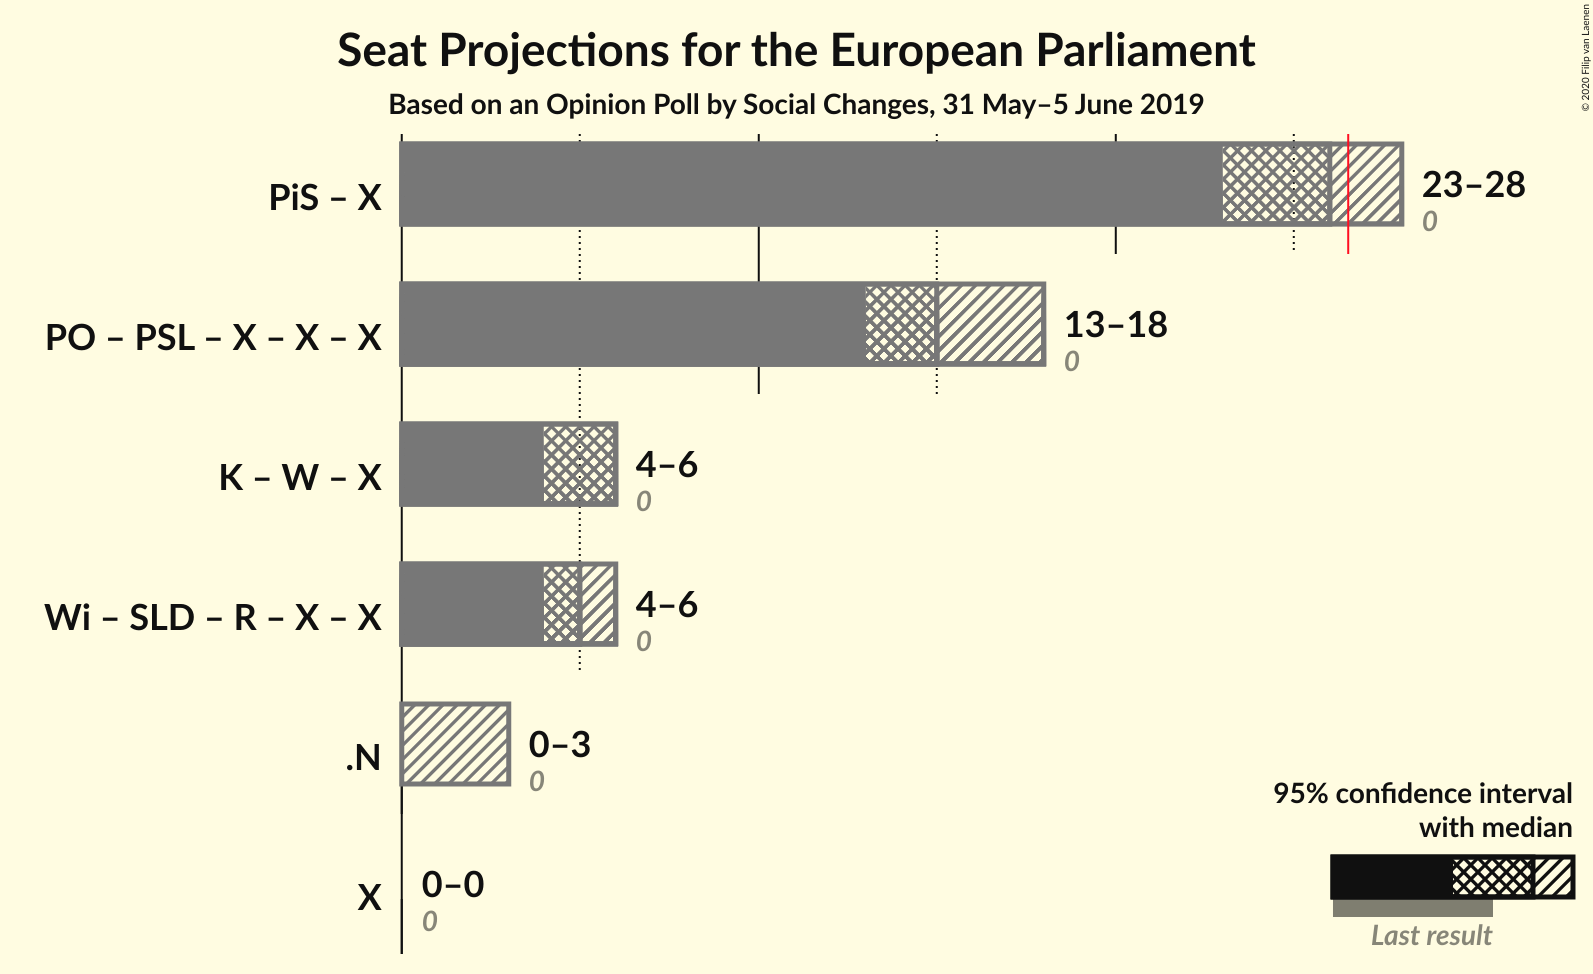 Seat Projections for the European Parliament
Based on an Opinion Poll by Social Changes, 31 May–5 June 2019
© 2020 Filip van Laenen
PiS – X
23–28
0
PO – PSL – X – X – X
13–18
0
K – W – X
4–6
0
Wi – SLD – R – X – X
4–6
0
.N
0–3
0
X
0–0
0
95% confidence interval
with median
Last result